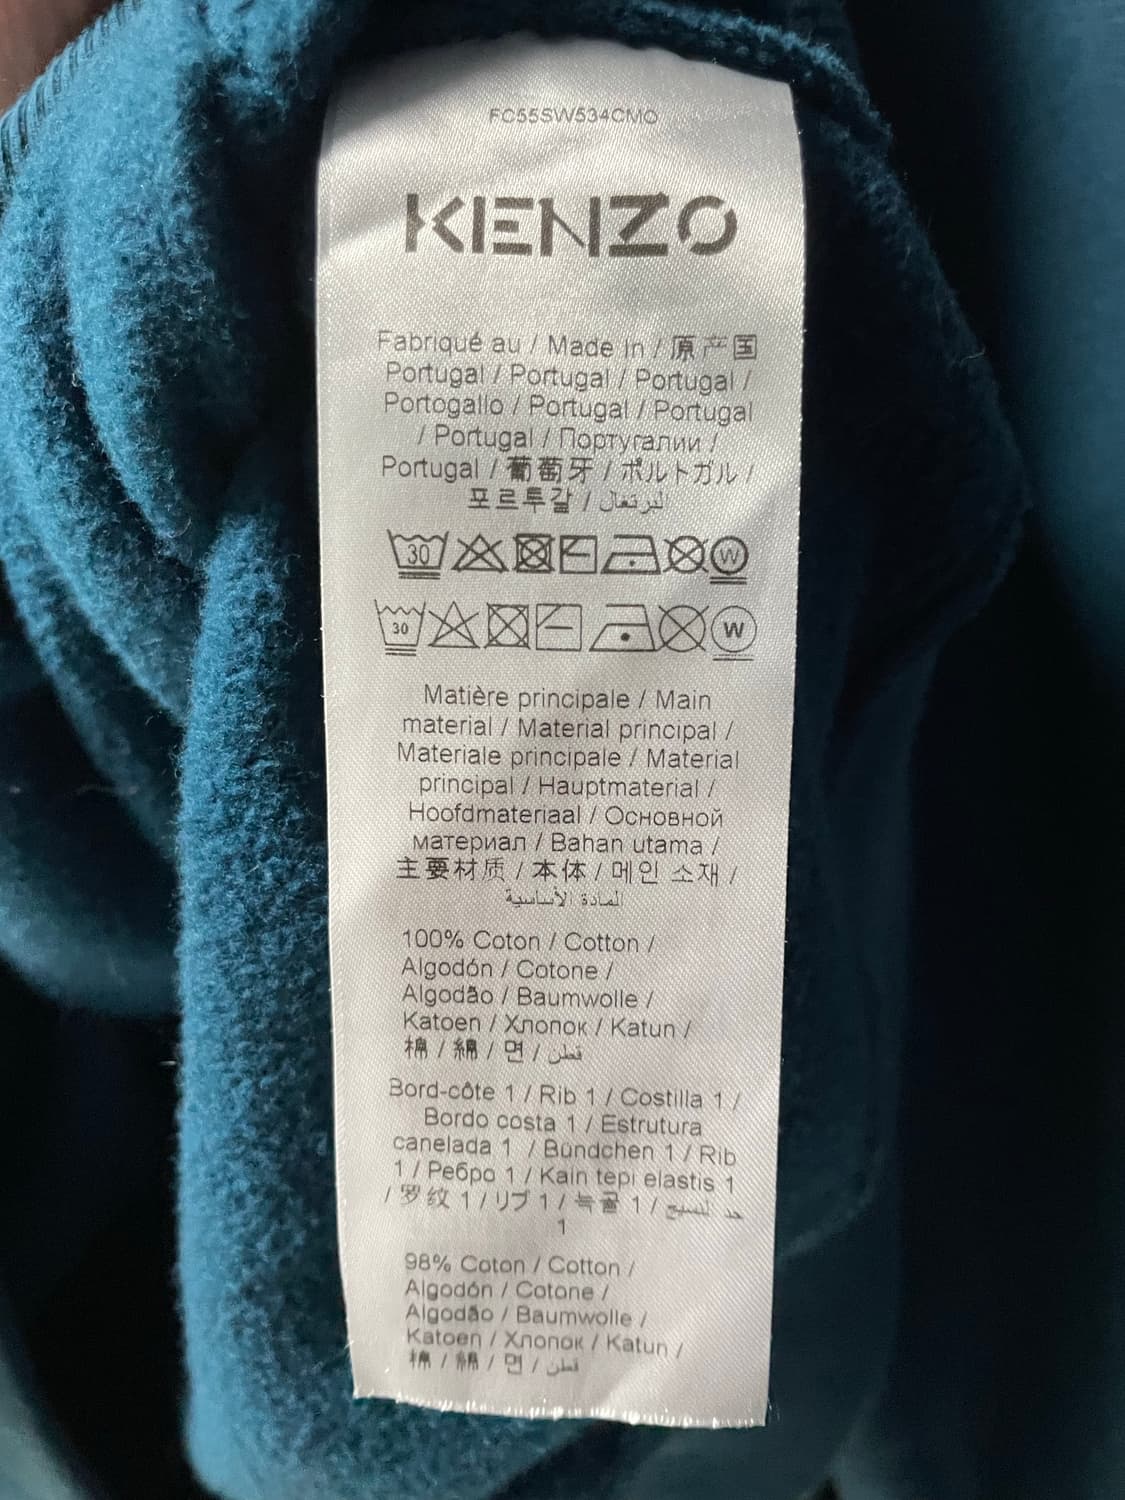 FC55SW534CMO
KENZO
Fabriqué au / Made in / 原产国
Portugal / Portugal / Portugal /
Portogallo / Portugal / Portugal
/ Portugal / Португалии /
Portugal / 葡萄牙 / ポルトガル /
포르투갈 / البرتغال
30 W
30 W
Matière principale / Main
material / Material principal /
Materiale principale / Material
principal / Hauptmaterial /
Hoofdmateriaal / Основной
материал / Bahan utama /
主要材质 / 本体 / 메인 소재 /
المادة الأساسية
100% Coton / Cotton /
Algodón / Cotone /
Algodão / Baumwolle /
Katoen / Хлопок / Katun /
棉 / 綿 / 면 / قطن
Bord-côte 1 / Rib 1 / Costilla 1 /
Bordo costa 1 / Estrutura
canelada 1 / Bündchen 1 / Rib
1 / Ребро 1 / Kain tepi elastis 1
/ 罗纹 1 / リブ 1 / 늑골 1 /
1
98% Coton / Cotton /
Algodón / Cotone /
Algodão / Baumwolle /
Katoen / Хлопок / Katun /
棉 / 綿 / 면 / قطن